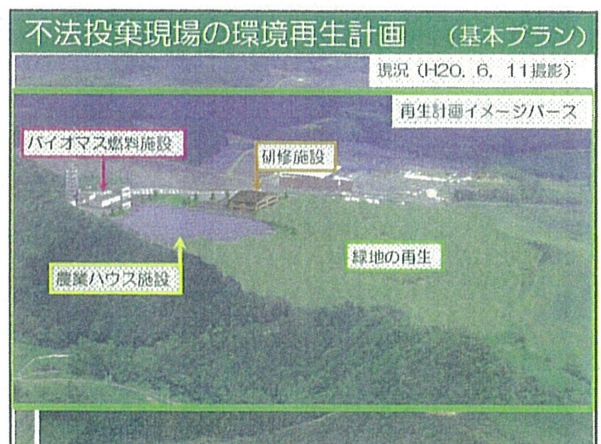 不法投棄現場の環境再生計画 (基本プラン)
現況(H20. 6. 11撮影)
再生計画イメージパース
バイオマス燃料施設
研修施設
緑地の再生
農業ハウス施設